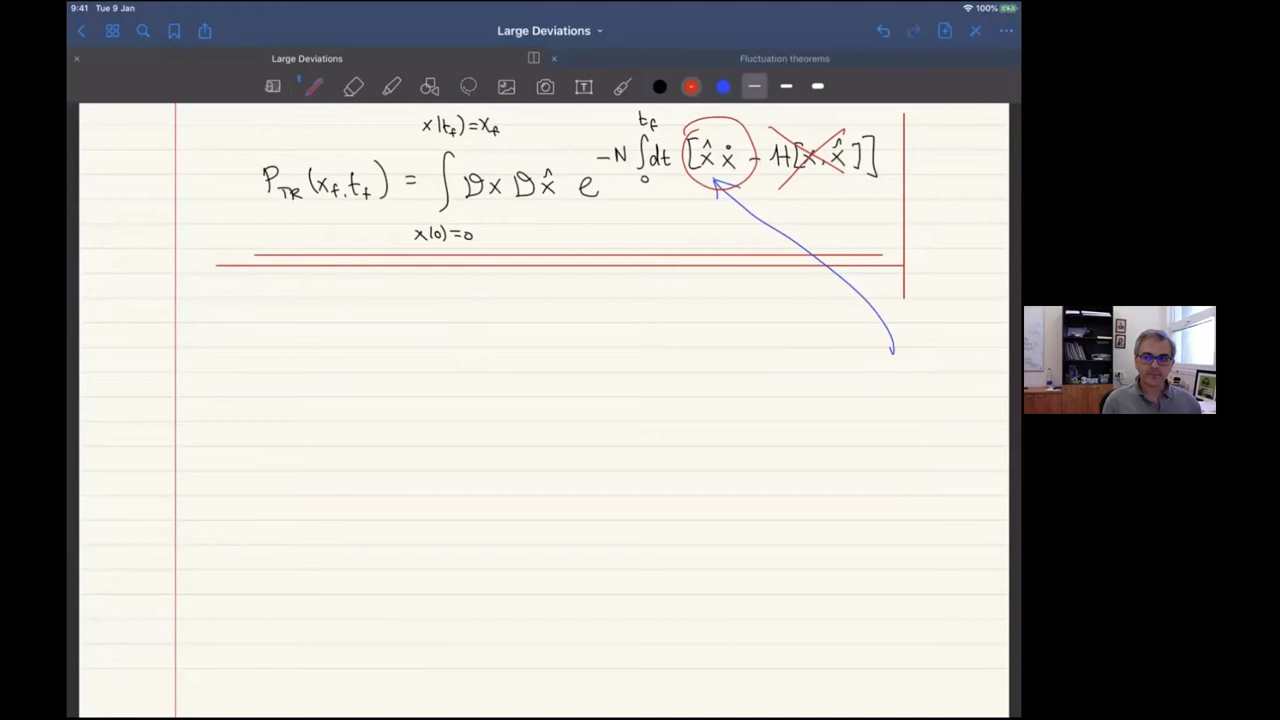 9:41 Tue 9 Jan
100%
Large Deviations
Large Deviations
Fluctuation theorems
x(t_f)=x_f
P_TR(x_f,t_f) = ∫ 𝒟x 𝒟x̂ e^{-N ∫_0^{t_f} dt [x̂ẋ - H[x,x̂]]}
x(0)=0